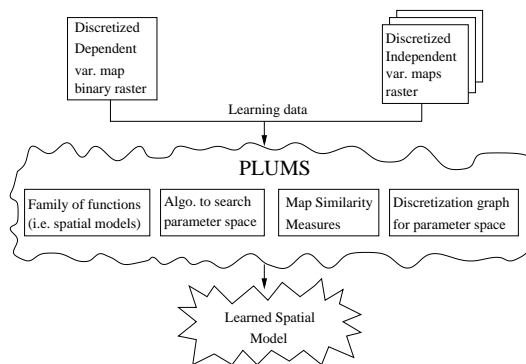 Discretized
Dependent
var. map
binary raster
Discretized
Independent
var. maps
raster
Learning data
PLUMS
Family of functions
(i.e. spatial models)
Algo. to search
parameter space
Map Similarity
Measures
Discretization graph
for parameter space
Learned Spatial
Model